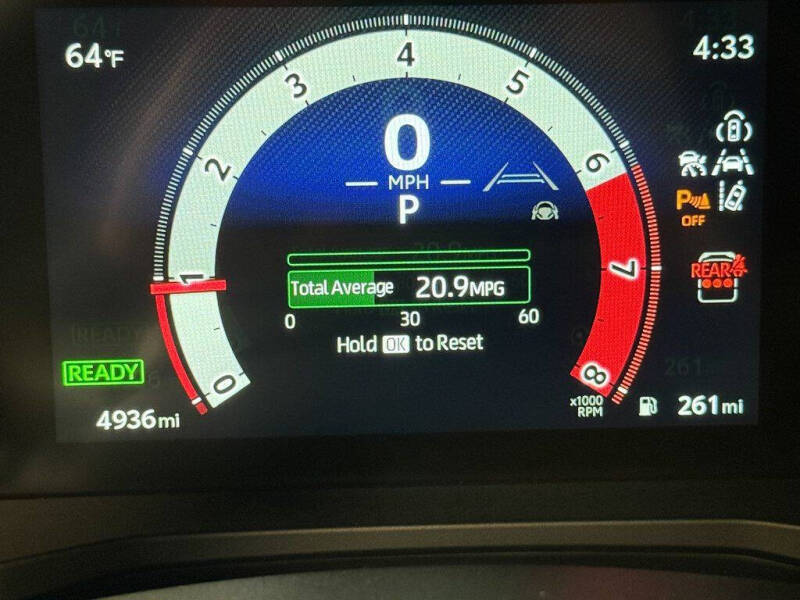 64°F
4:33
0 1 2 3 4 5 6 7 8
0
MPH
P
P
OFF
REAR
Total Average 20.9MPG
0 30 60
Hold OK to Reset
READY
x1000
RPM
4936mi
261mi